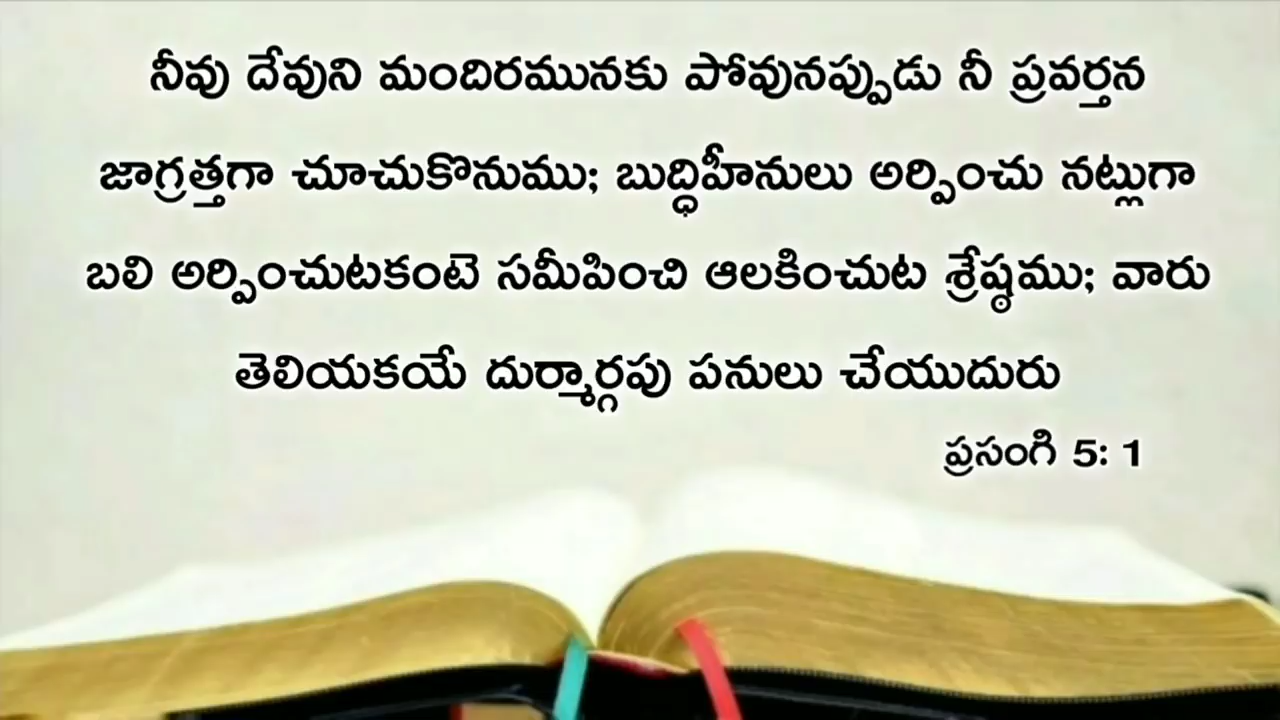 నీవు దేవుని మందిరమునకు పోవునప్పుడు నీ ప్రవర్తన
జాగ్రత్తగా చూచుకొనుము; బుద్ధిహీనులు అర్పించు నట్లుగా
బలి అర్పించుటకంటె సమీపించి ఆలకించుట శ్రేష్ఠము; వారు
తెలియకయే దుర్మార్గపు పనులు చేయుదురు
ప్రసంగి 5: 1